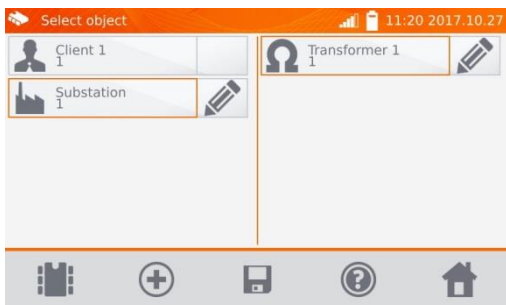 Select object
11:20 2017.10.27
Client 1
1
Substation
1
Transformer 1
1